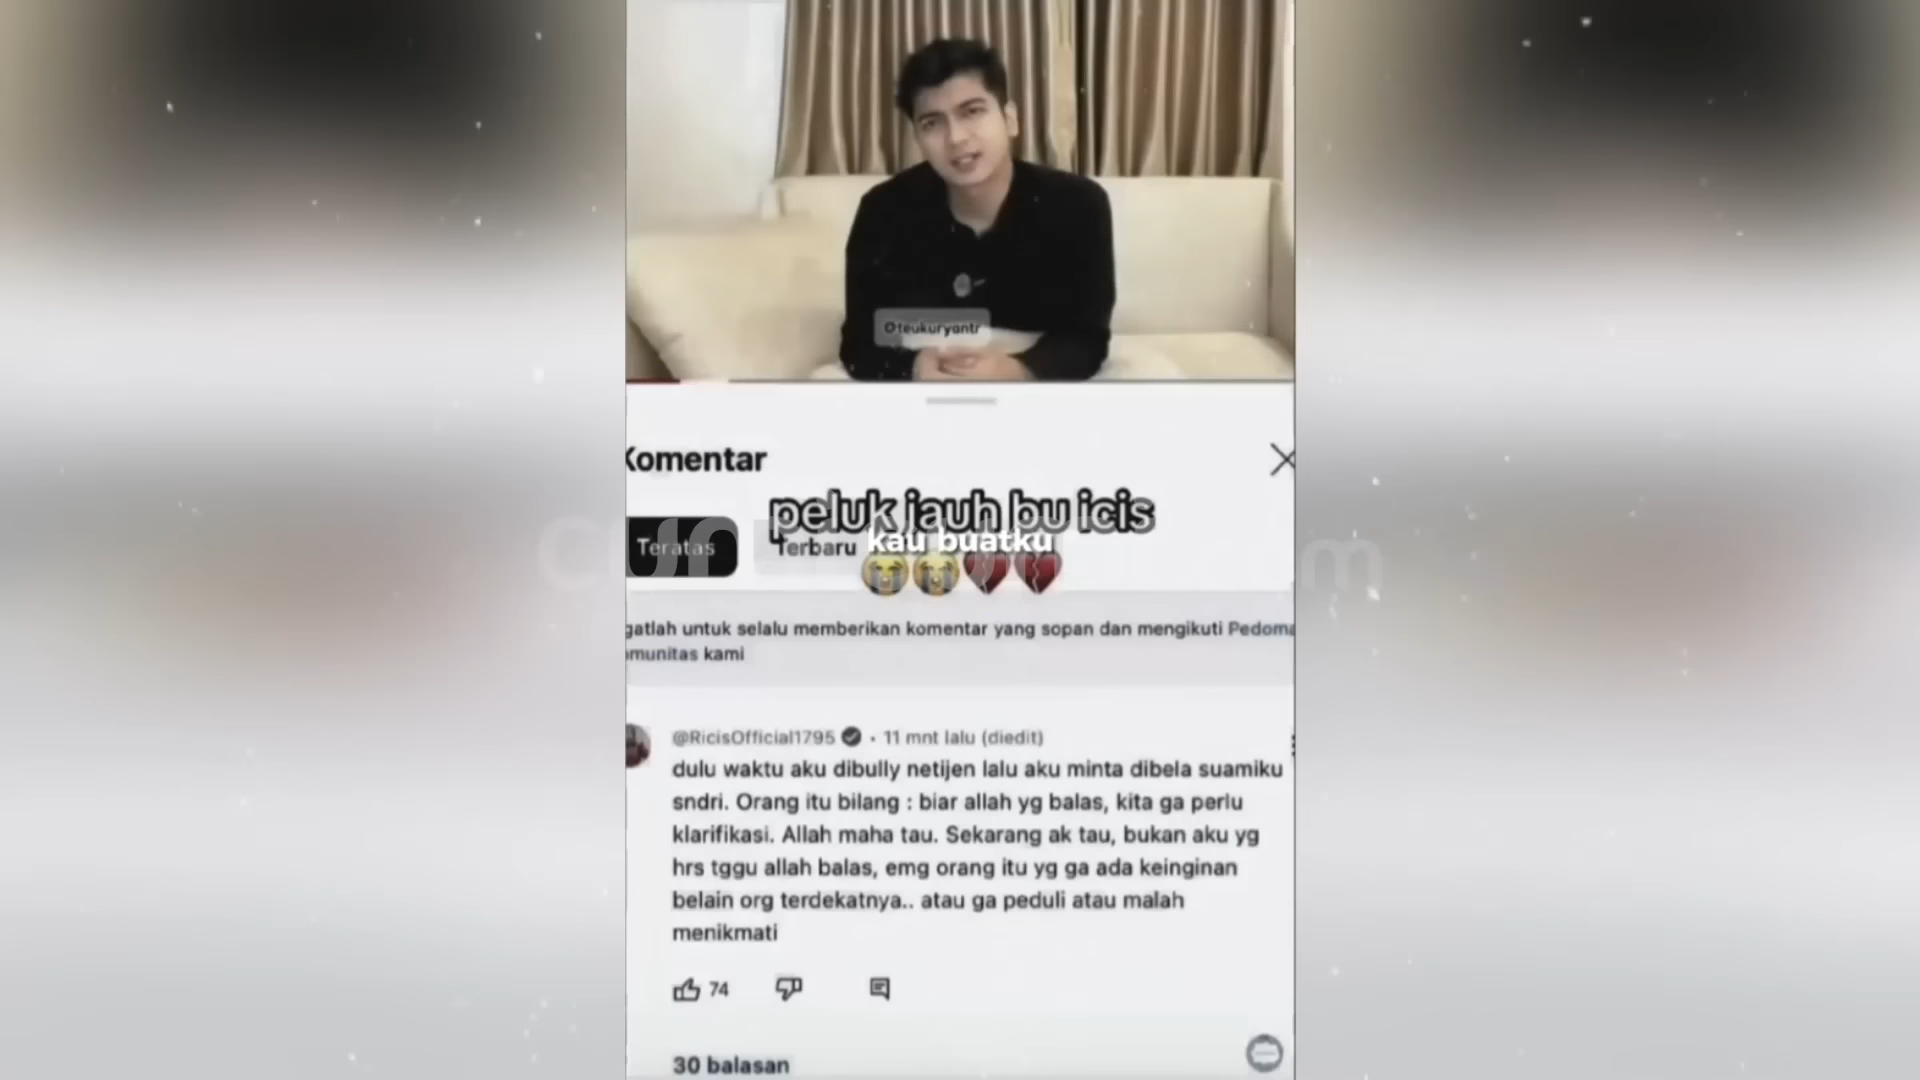 @teukuryantr
Komentar
peluk jauh bu icis
kau buatku
Teratas
Terbaru
gatlah untuk selalu memberikan komentar yang sopan dan mengikuti Pedoma
omunitas kami
@RicisOfficial1795 • 11 mnt lalu (diedit)
dulu waktu aku dibully netijen lalu aku minta dibela suamiku
sndri. Orang itu bilang : biar allah yg balas, kita ga perlu
klarifikasi. Allah maha tau. Sekarang ak tau, bukan aku yg
hrs tggu allah balas, emg orang itu yg ga ada keinginan
belain org terdekatnya.. atau ga peduli atau malah
menikmati
74
30 balasan